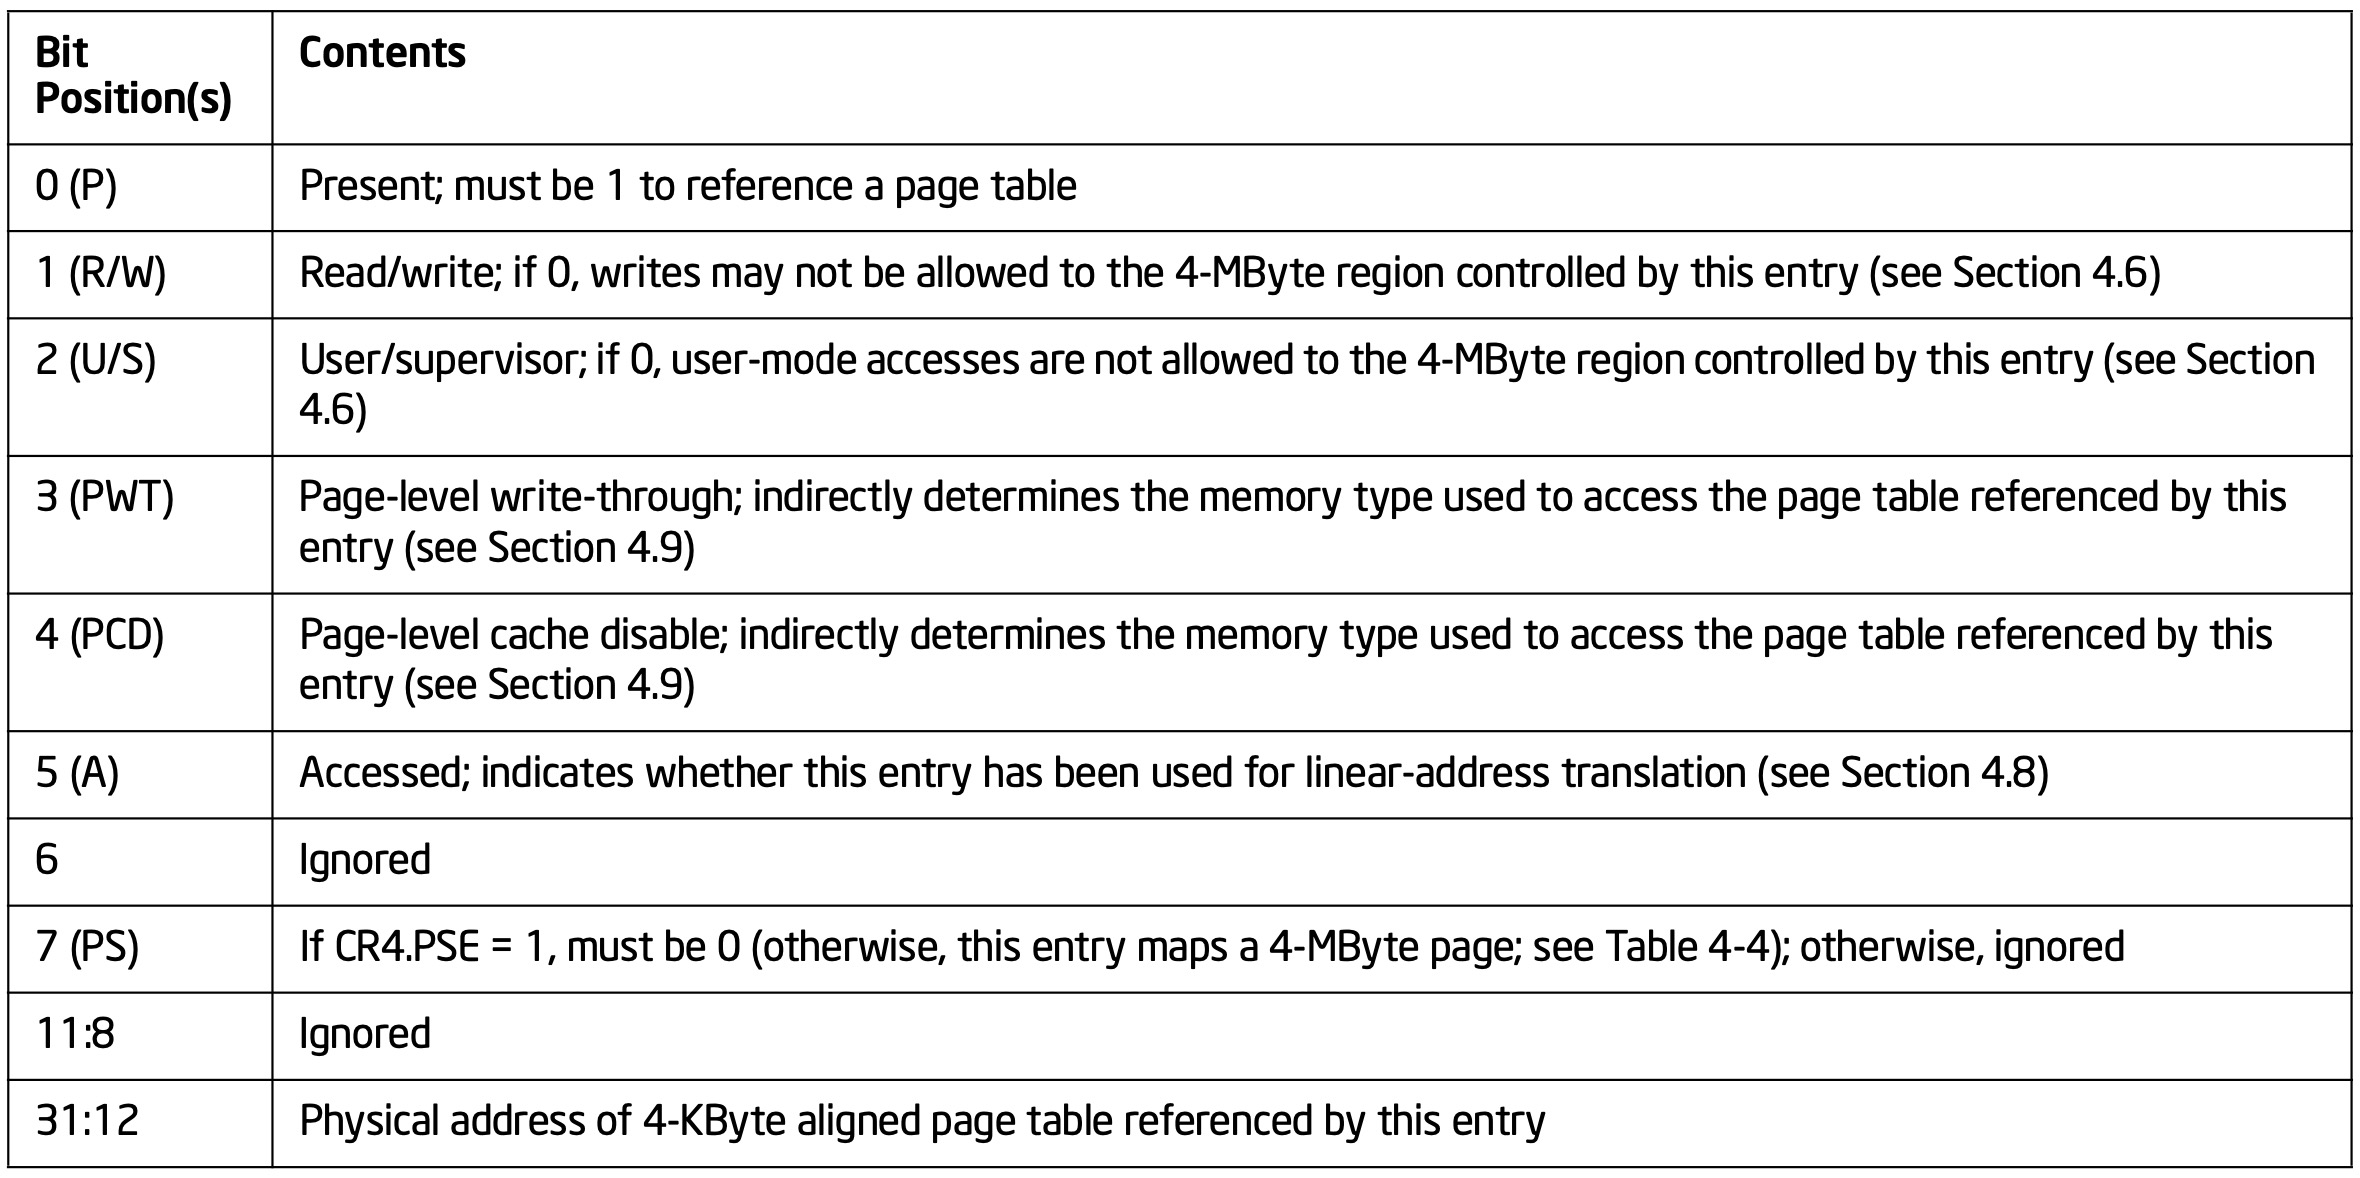 Bit
Position(s)
Contents
0 (P)
Present; must be 1 to reference a page table
1 (R/W)
Read/write; if 0, writes may not be allowed to the 4-MByte region controlled by this entry (see Section 4.6)
2 (U/S)
User/supervisor; if 0, user-mode accesses are not allowed to the 4-MByte region controlled by this entry (see Section
4.6)
3 (PWT)
Page-level write-through; indirectly determines the memory type used to access the page table referenced by this
entry (see Section 4.9)
4 (PCD)
Page-level cache disable; indirectly determines the memory type used to access the page table referenced by this
entry (see Section 4.9)
5 (A)
Accessed; indicates whether this entry has been used for linear-address translation (see Section 4.8)
6
Ignored
7 (PS)
If CR4.PSE = 1, must be 0 (otherwise, this entry maps a 4-MByte page; see Table 4-4); otherwise, ignored
11:8
Ignored
31:12
Physical address of 4-KByte aligned page table referenced by this entry